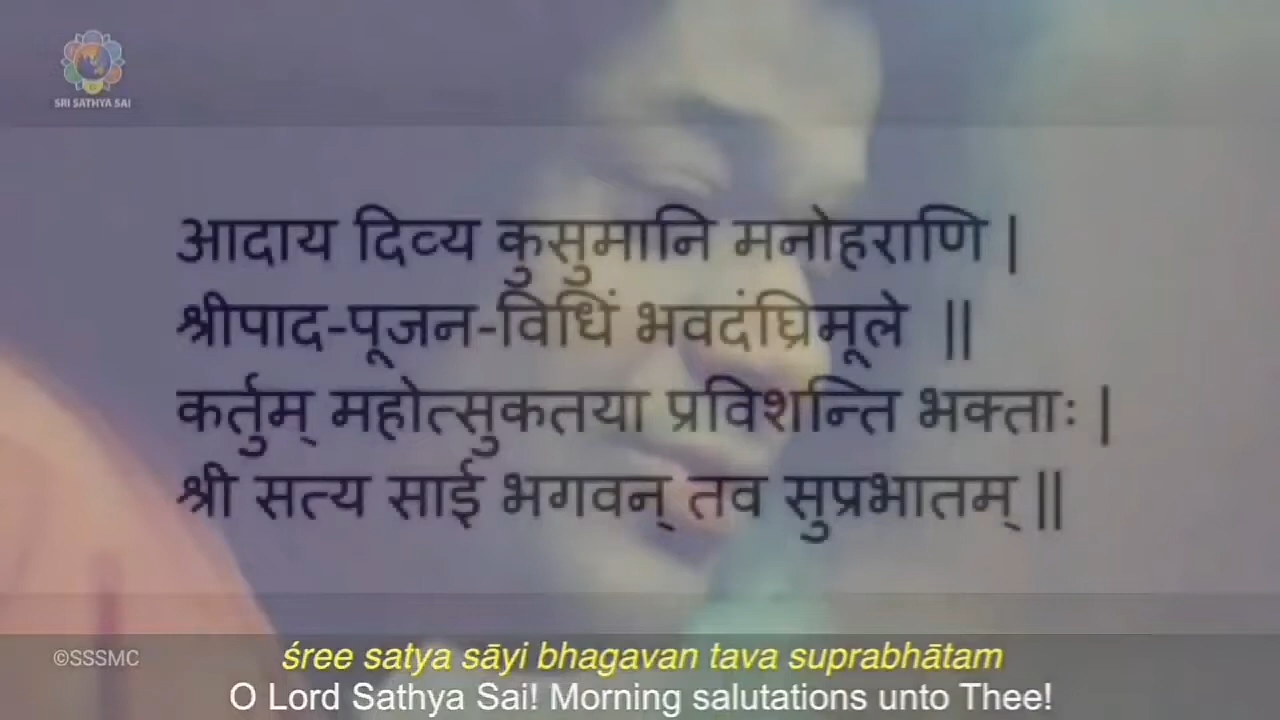 SRI SATHYA SAI
आदाय दिव्य कुसुमानि मनोहराणि |
श्रीपाद-पूजन-विधिं भवदंघ्रिमूले ||
कर्तुम् महोत्सुकतया प्रविशन्ति भक्ताः |
श्री सत्य साई भगवन् तव सुप्रभातम् ||
©SSSMC
śree satya sāyi bhagavan tava suprabhātam
O Lord Sathya Sai! Morning salutations unto Thee!